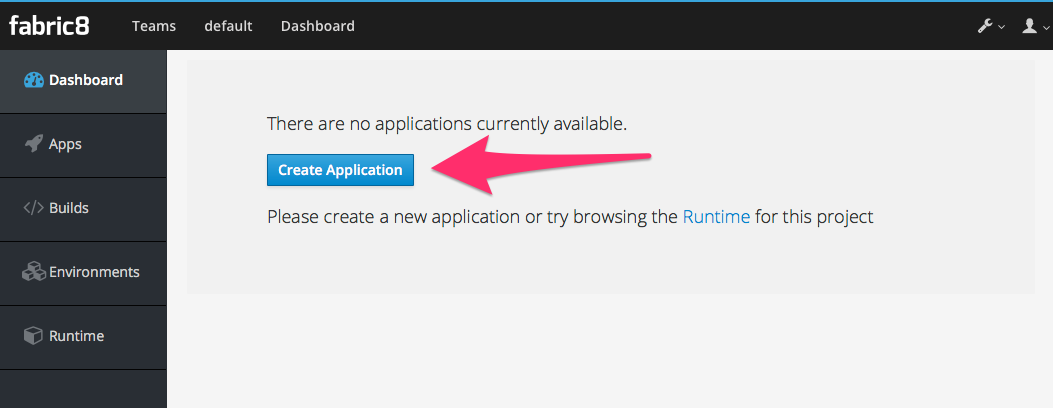 fabric8 Teams default Dashboard
Dashboard
Apps
</> Builds
Environments
Runtime
There are no applications currently available.
Create Application
Please create a new application or try browsing the Runtime for this project